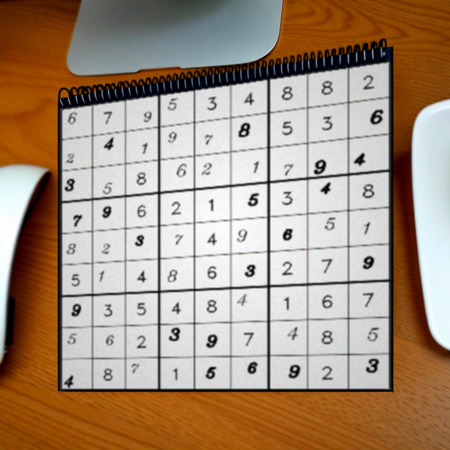 6 7 9 5 3 4 8 8 2
2 4 1 9 7 8 5 3 6
3 5 8 6 2 1 7 9 4
7 9 6 2 1 5 3 4 8
8 2 3 7 4 9 6 5 1
5 1 4 8 6 3 2 7 9
9 3 5 4 8 4 1 6 7
5 6 2 3 9 7 4 8 5
4 8 7 1 5 6 9 2 3